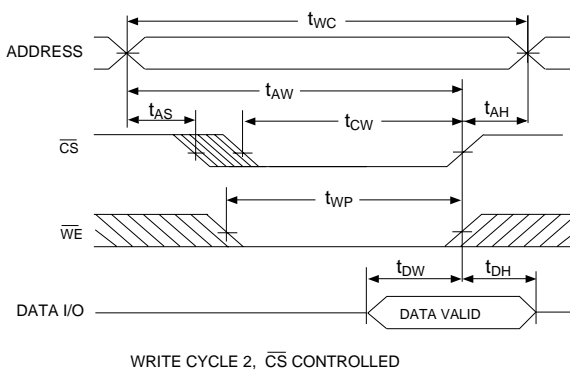 tWC
ADDRESS
tAW
tAS
tCW
tAH
CS
tWP
WE
tDW
tDH
DATA I/O
DATA VALID
WRITE CYCLE 2, CS CONTROLLED